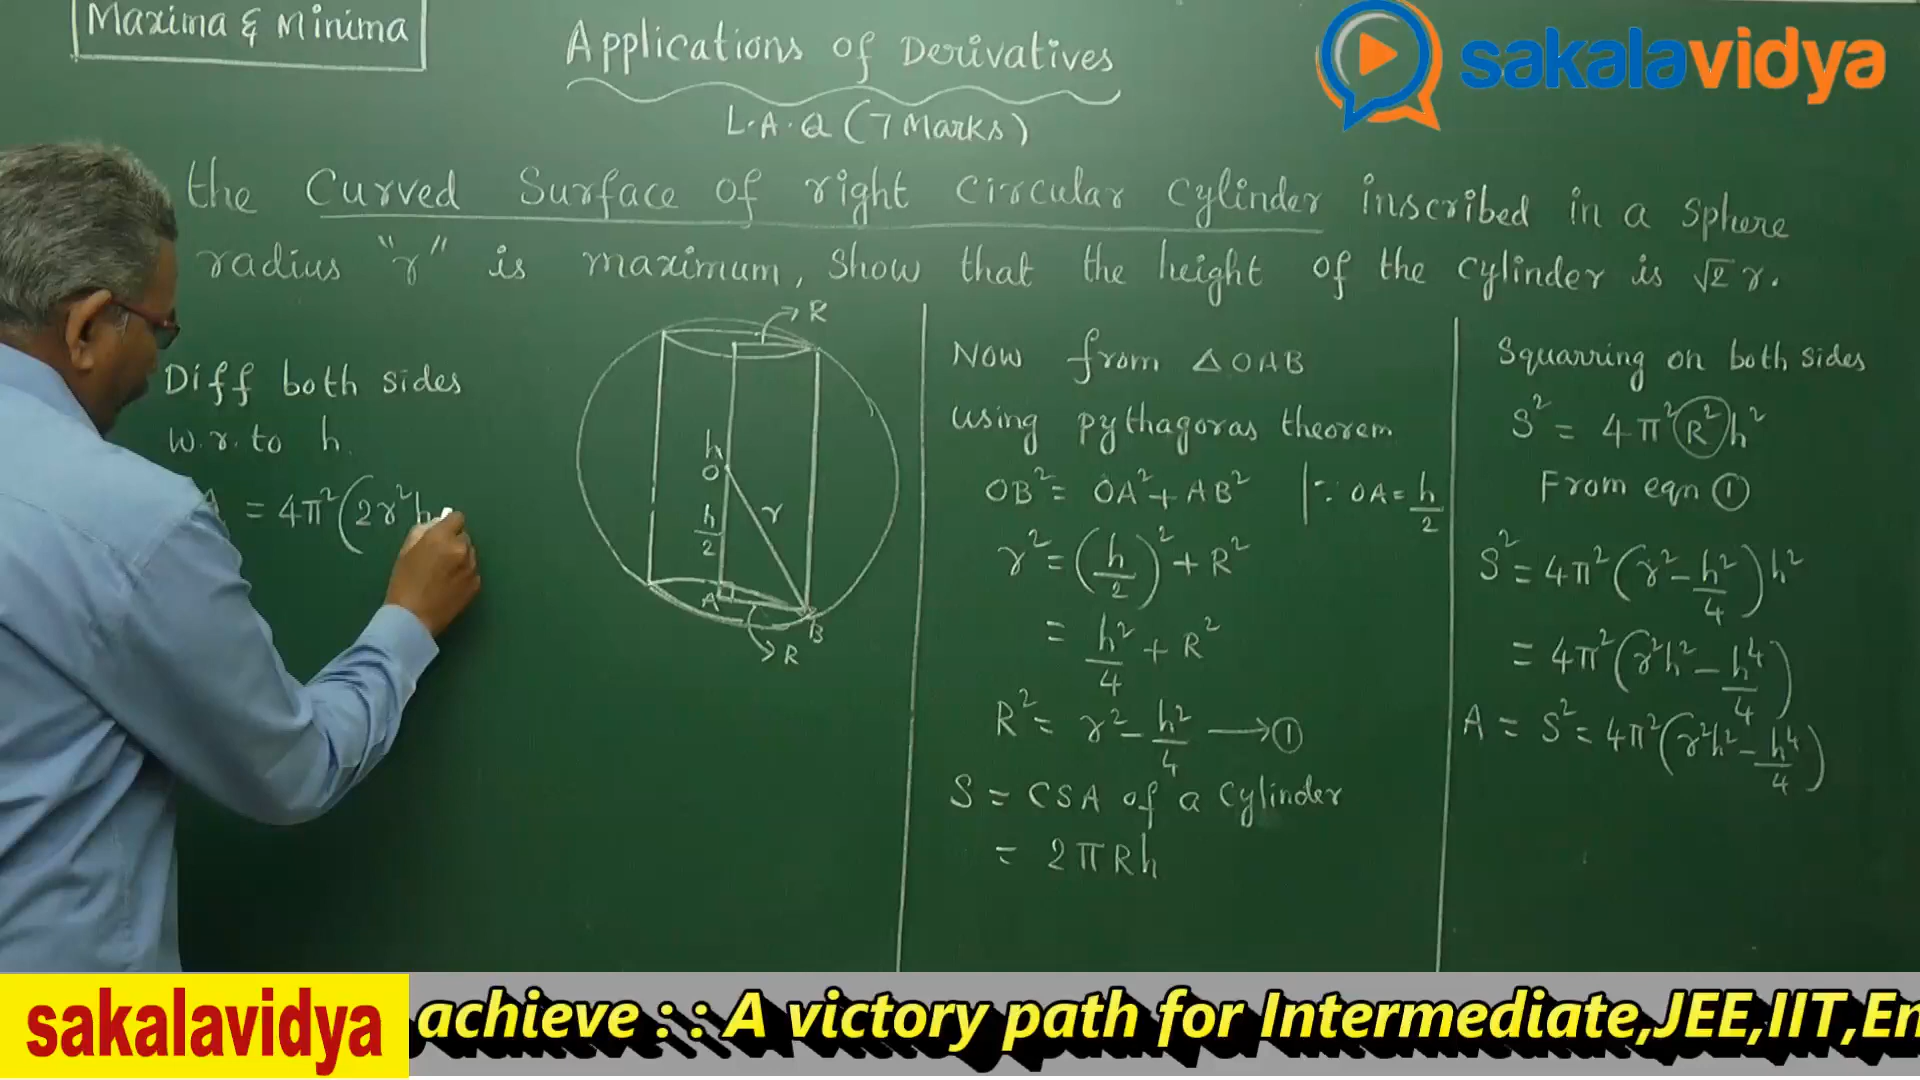 Maxima & Minima
Applications of Derivatives
L.A.Q (7 Marks)
sakalavidya
the Curved Surface of right Circular Cylinder inscribed in a sphere
radius "r" is maximum, show that the height of the cylinder is √2 r.
Diff both sides
w.r.to h.
= 4π²(2r²h
R
h
O
h/2
r
A
B
R
Now from △OAB
using pythagoras theorem
OB² = OA² + AB² | ∵ OA = h/2
r² = (h/2)² + R²
= h²/4 + R²
R² = r² - h²/4 → ①
S = CSA of a cylinder
= 2πRh
Squarring on both sides
S² = 4π²R²h²
From eqn ①
S² = 4π²(r² - h²/4)h²
= 4π²(r²h² - h⁴/4)
A = S² = 4π²(r²h² - h⁴/4)
sakalavidya
achieve : : A victory path for Intermediate,JEE,IIT,En